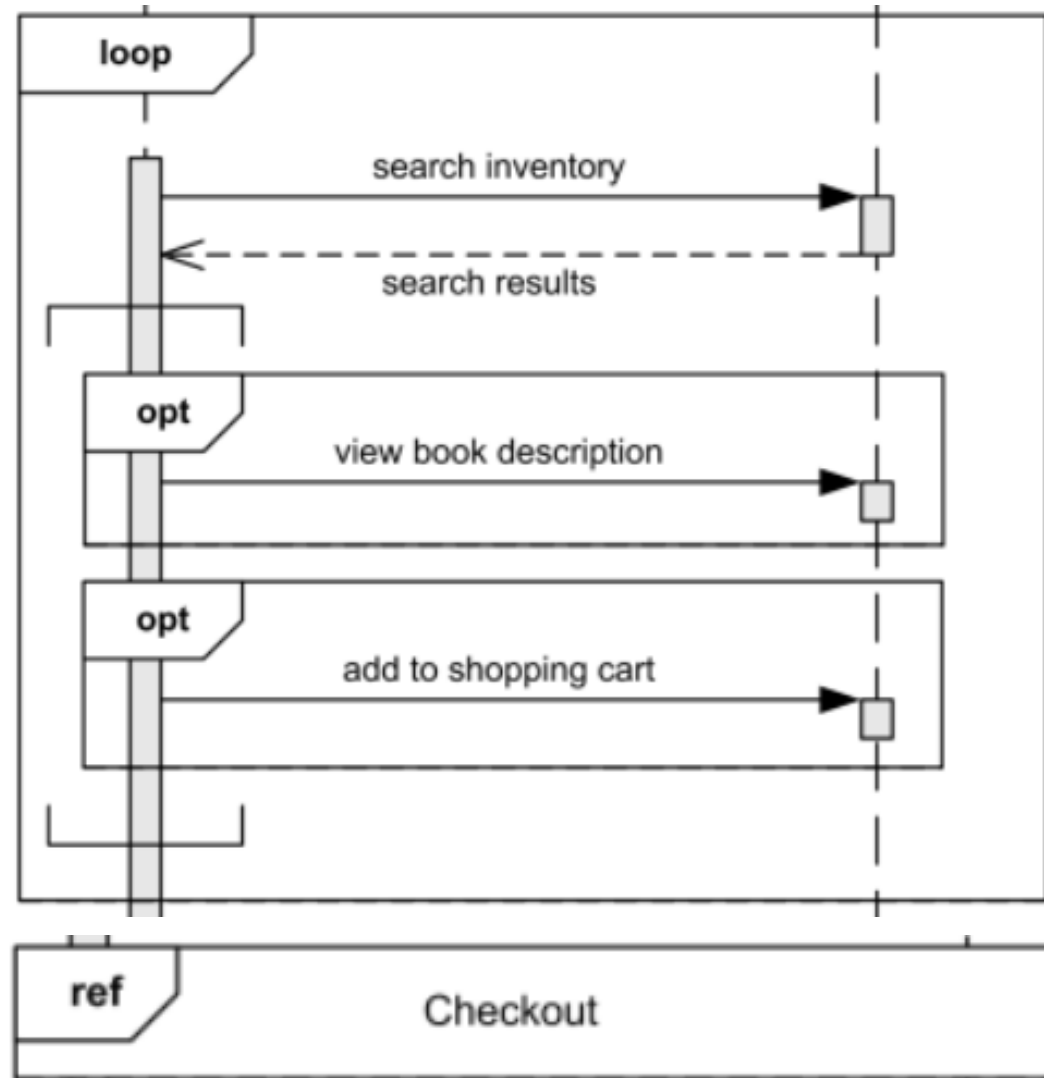 loop
search inventory
search results
opt
view book description
opt
add to shopping cart
ref
Checkout